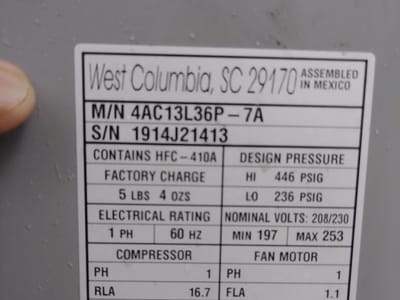 West Columbia, SC 29170 ASSEMBLED IN MEXICO
M/N 4AC13L36P-7A
S/N 1914J21413
CONTAINS HFC-410A DESIGN PRESSURE
FACTORY CHARGE HI 446 PSIG
5 LBS 4 OZS LO 236 PSIG
ELECTRICAL RATING NOMINAL VOLTS: 208/230
1 PH 60 HZ MIN 197 MAX 253
COMPRESSOR FAN MOTOR
PH 1 PH 1
RLA 16.7 FLA 1.1